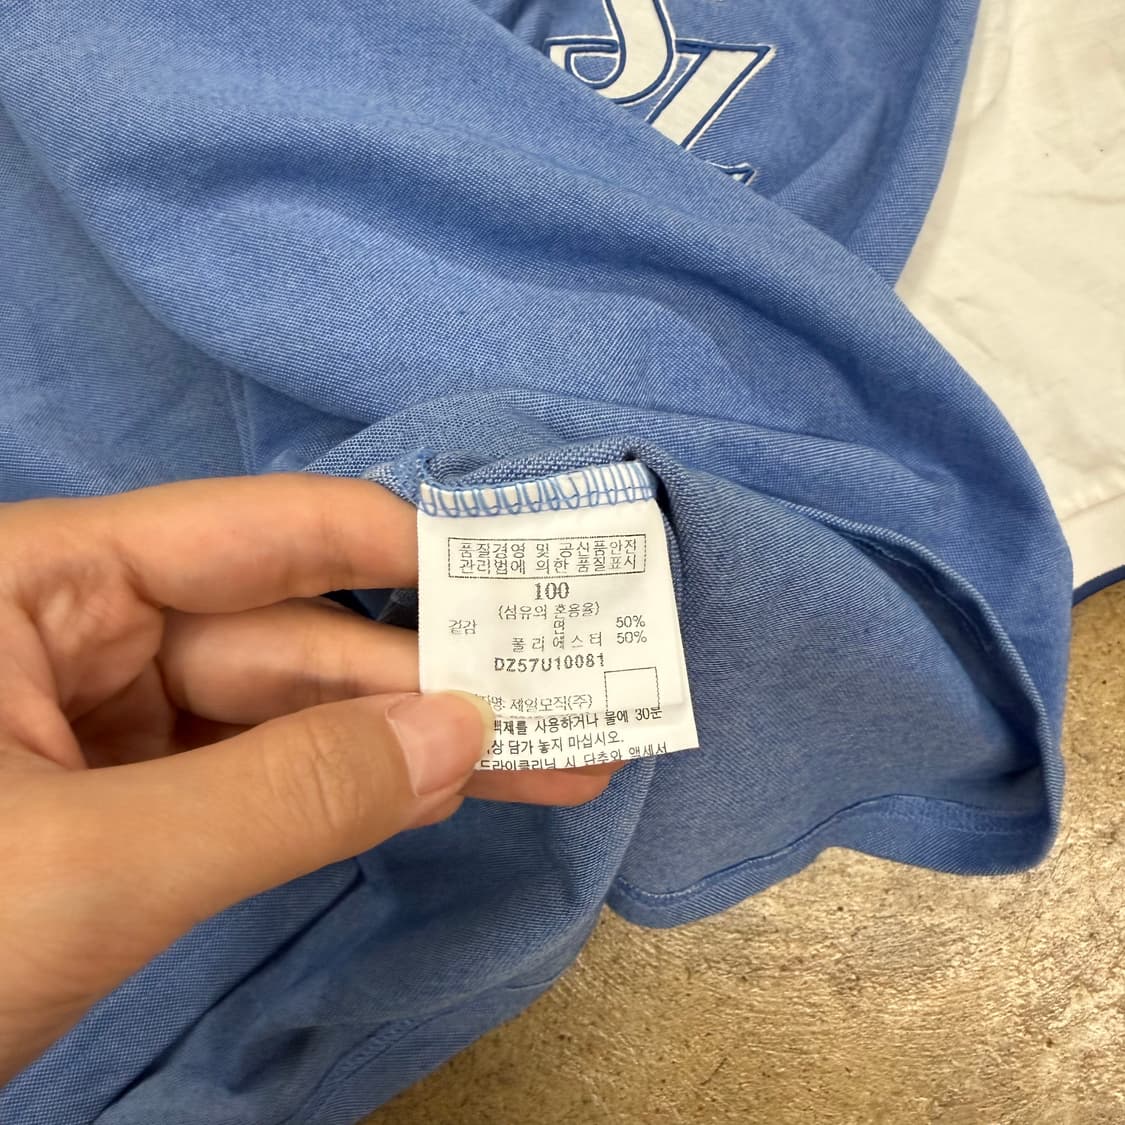 품질경영 및 공산품안전
관리법에 의한 품질표시
100
(섬유의 혼용율)
겉감 면 50%
폴리에스터 50%
DZ57U10081
자명: 제일모직(주)
백제를 사용하거나 물에 30분
상 담가 놓지 마십시오.
드라이클리닝 시 단추와 액세서